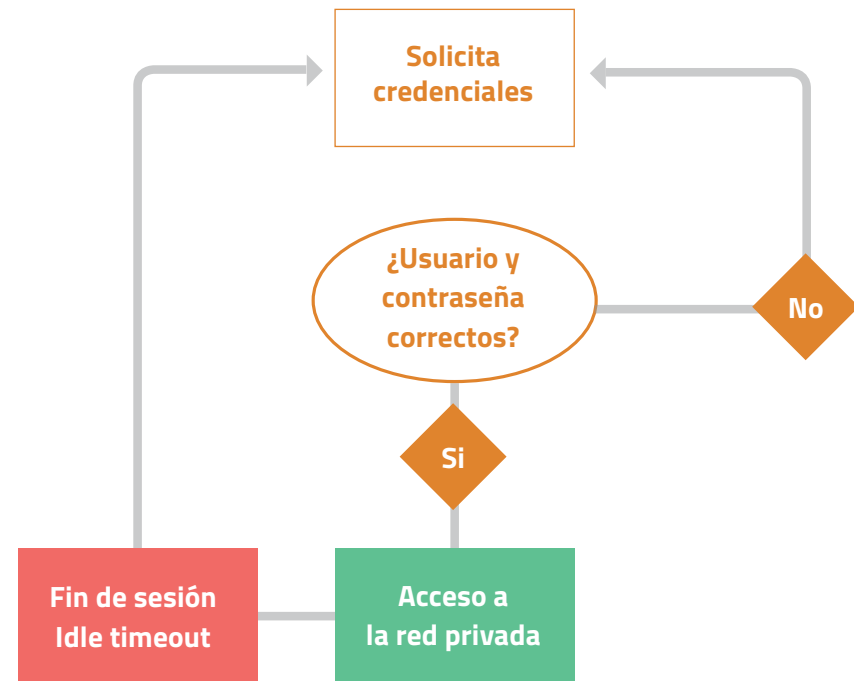 Solicita
credenciales
¿Usuario y
contraseña
correctos?
No
Si
Fin de sesión
Idle timeout
Acceso a
la red privada